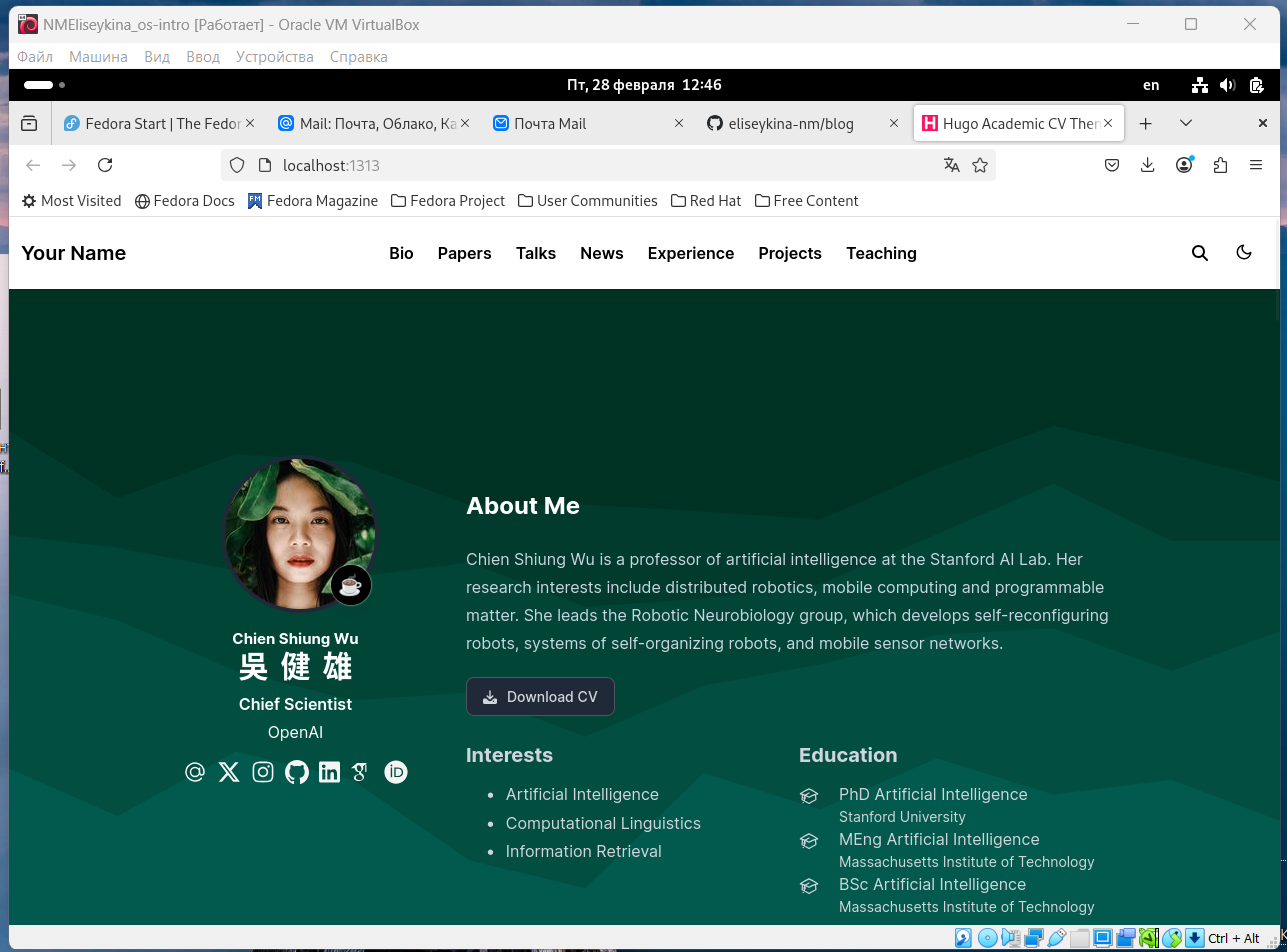 NMEliseykina_os-intro [Работает] - Oracle VM VirtualBox
Файл Машина Вид Ввод Устройства Справка
Пт, 28 февраля 12:46 en
Fedora Start | The Fedor Mail: Почта, Облако, Ка Почта Mail eliseykina-nm/blog Hugo Academic CV Them
localhost:1313
Most Visited Fedora Docs Fedora Magazine Fedora Project User Communities Red Hat Free Content
Your Name Bio Papers Talks News Experience Projects Teaching
About Me
Chien Shiung Wu is a professor of artificial intelligence at the Stanford AI Lab. Her
research interests include distributed robotics, mobile computing and programmable
matter. She leads the Robotic Neurobiology group, which develops self-reconfiguring
robots, systems of self-organizing robots, and mobile sensor networks.
Download CV
Chien Shiung Wu
吳健雄
Chief Scientist
OpenAI
Interests
Artificial Intelligence
Computational Linguistics
Information Retrieval
Education
PhD Artificial Intelligence
Stanford University
MEng Artificial Intelligence
Massachusetts Institute of Technology
BSc Artificial Intelligence
Massachusetts Institute of Technology
Ctrl + Alt